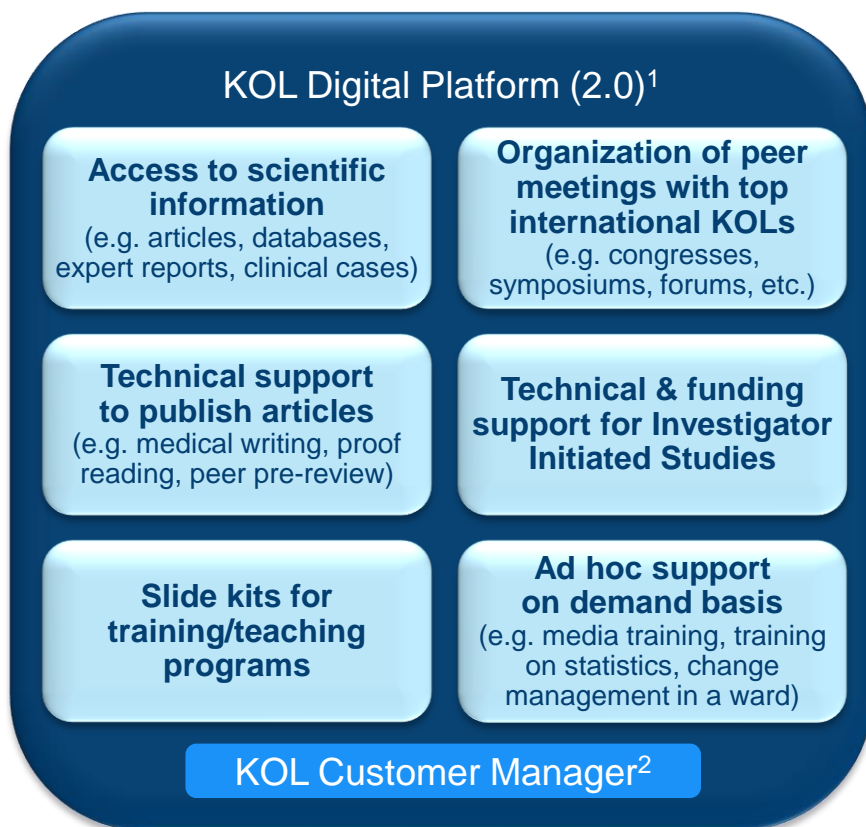 KOL Digital Platform (2.0)¹
Access to scientific
information
(e.g. articles, databases,
expert reports, clinical cases)
Organization of peer
meetings with top
international KOLs
(e.g. congresses,
symposiums, forums, etc.)
Technical support
to publish articles
(e.g. medical writing, proof
reading, peer pre-review)
Technical & funding
support for Investigator
Initiated Studies
Slide kits for
training/teaching
programs
Ad hoc support
on demand basis
(e.g. media training, training
on statistics, change
management in a ward)
KOL Customer Manager²